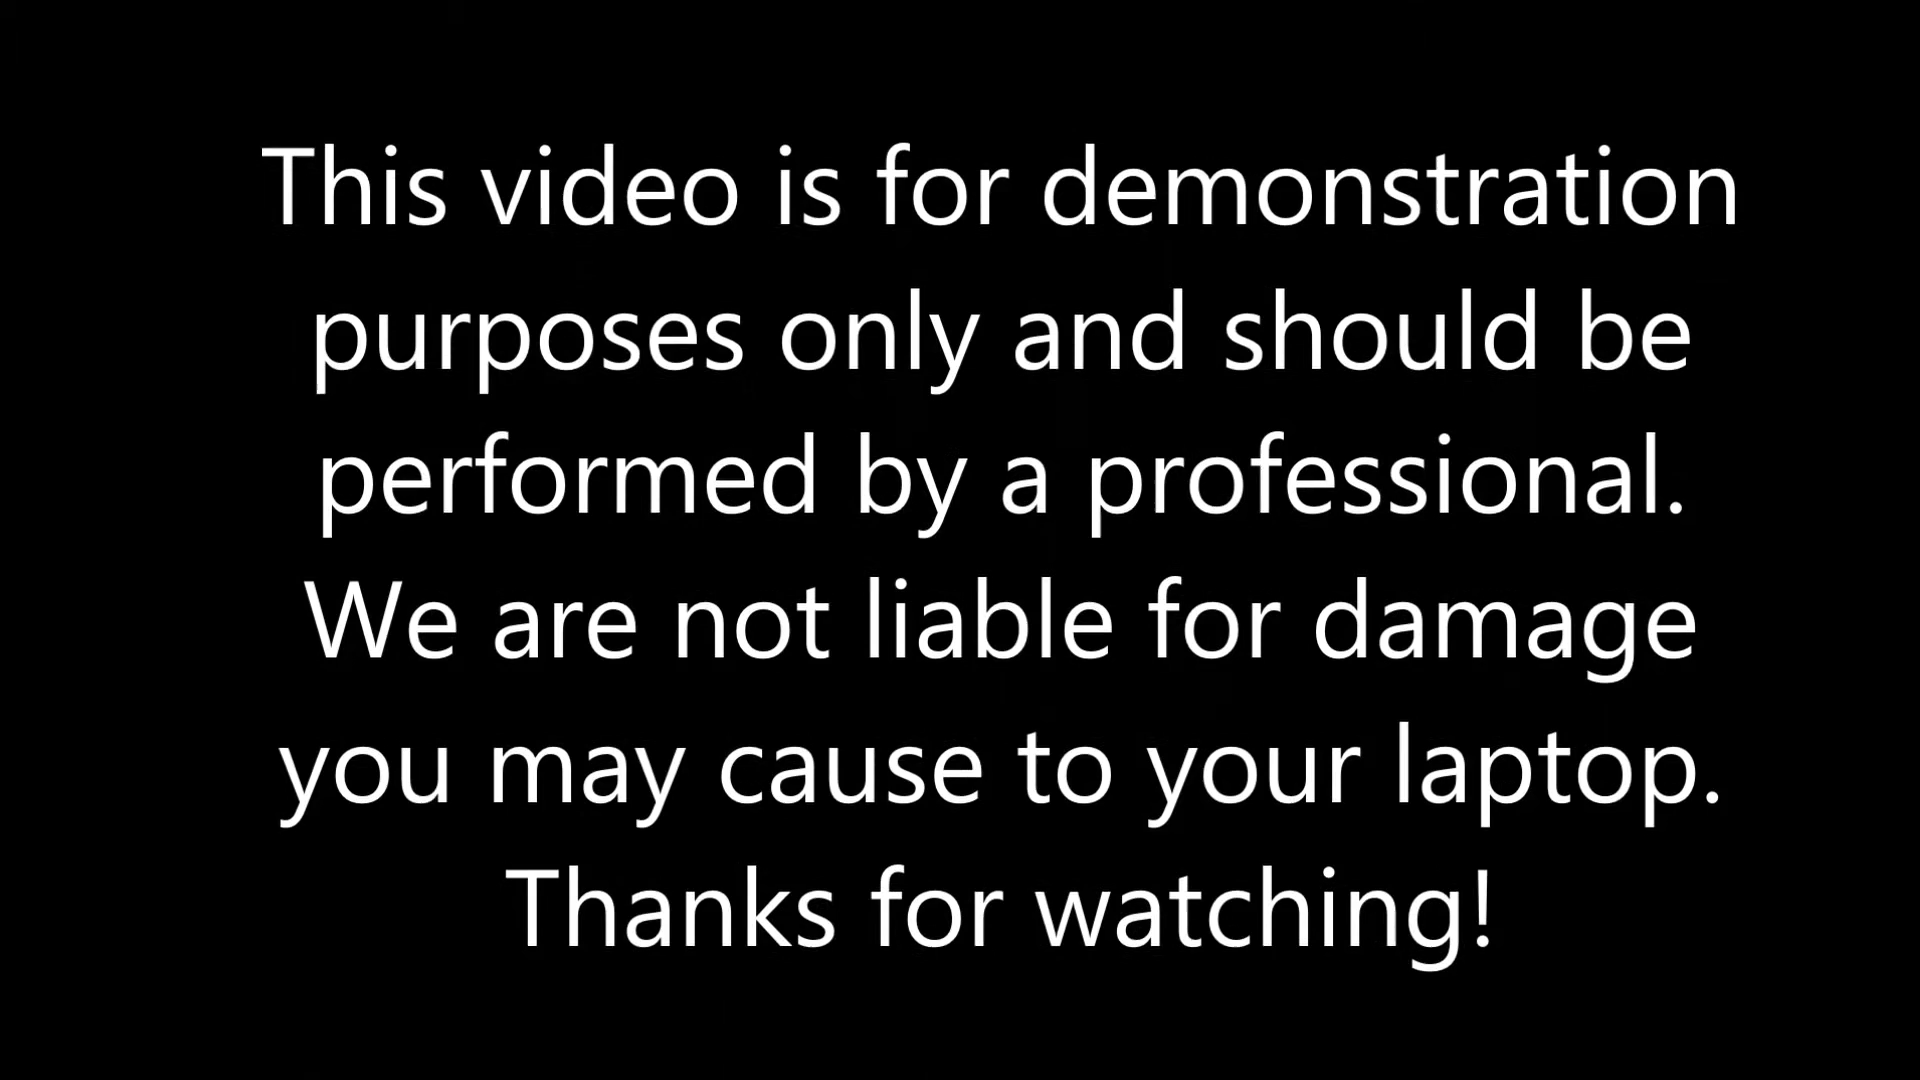 This video is for demonstration
purposes only and should be
performed by a professional.
We are not liable for damage
you may cause to your laptop.
Thanks for watching!